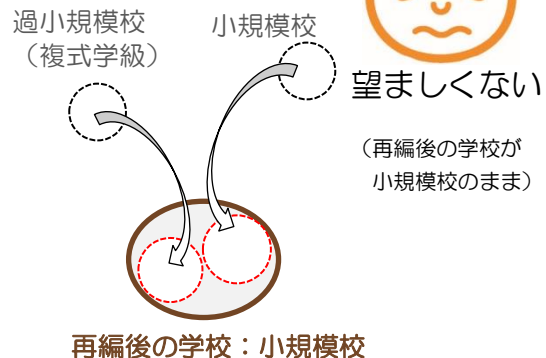 過小規模校
（複式学級）
小規模校
望ましくない
（再編後の学校が
小規模校のまま）
再編後の学校：小規模校